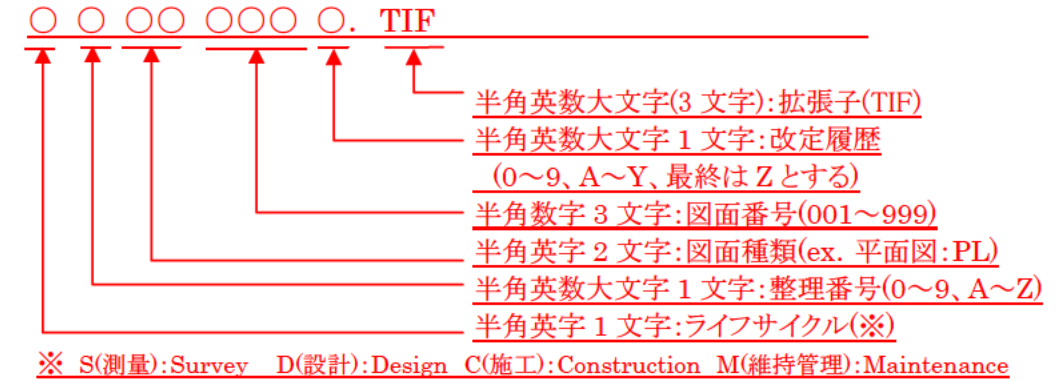 ○ ○ ○○ ○○○ ○. TIF
半角英数大文字(3 文字):拡張子(TIF)
半角英数大文字 1 文字:改定履歴
(0～9、A～Y、最終は Z とする)
半角数字 3 文字:図面番号(001～999)
半角英字 2 文字:図面種類(ex. 平面図:PL)
半角英数大文字 1 文字:整理番号(0～9、A～Z)
半角英字 1 文字:ライフサイクル(※)
※ S(測量):Survey D(設計):Design C(施工):Construction M(維持管理):Maintenance